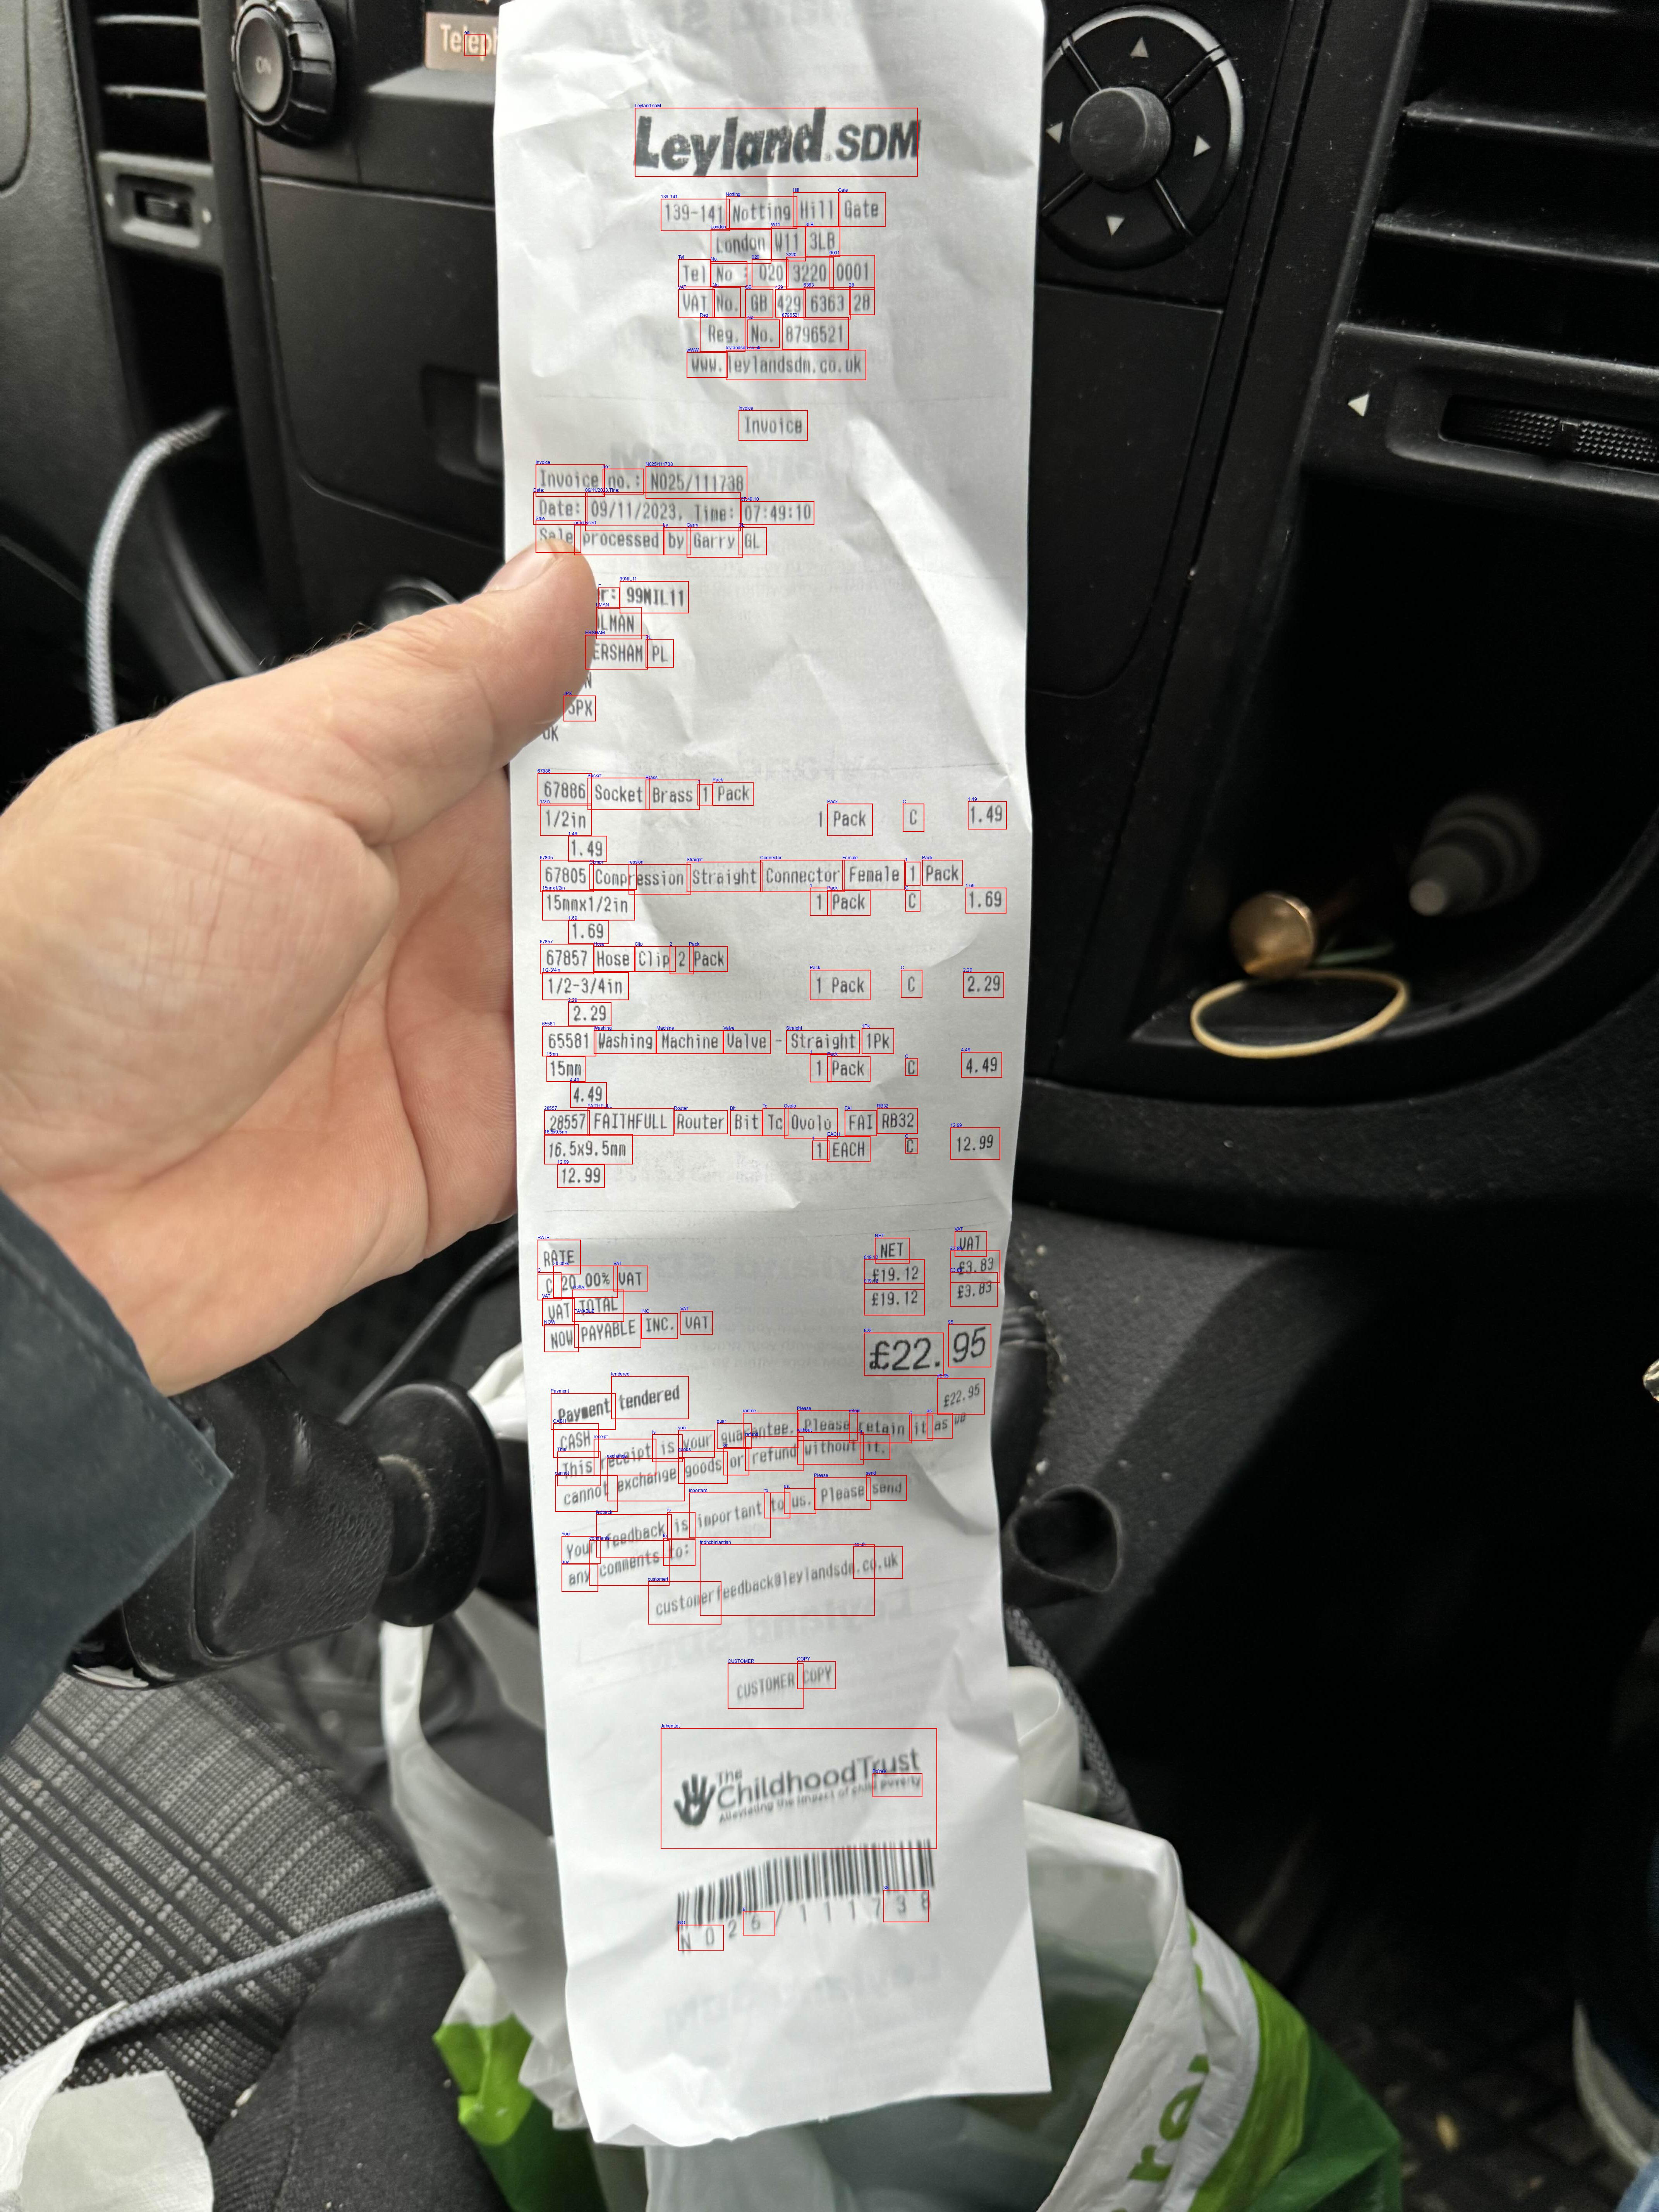 ON
Telep
Leyland SDM
139-141 Notting Hill Gate
London W11 3LB
Tel No : 020 3220 0001
VAT No. GB 429 6363 28
Reg. No. 8796521
www.leylandsdm.co.uk
Invoice
Invoice no.: N025/111738
Date: 09/11/2023, Time: 07:49:10
Sale processed by Garry GL
r: 99NIL11
LMAN
ERSHAM PL
N
5PX
UK
67886 Socket Brass 1 Pack
1/2in 1 Pack C 1.49
1.49
67805 Compression Straight Connector Female 1 Pack
15mmx1/2in 1 Pack C 1.69
1.69
67857 Hose Clip 2 Pack
1/2-3/4in 1 Pack C 2.29
2.29
65581 Washing Machine Valve - Straight 1Pk
15mm 1 Pack C 4.49
4.49
28557 FAITHFULL Router Bit Tc Ovolo FAI RB32
16.5x9.5mm 1 EACH C 12.99
12.99
RATE NET VAT
C 20.00% VAT £19.12 £3.83
VAT TOTAL £19.12 £3.83
NOW PAYABLE INC. VAT £22.95
Payment tendered
CASH £22.95
This receipt is your guarantee. Please retain it as we
cannot exchange goods or refund without it.
Your feedback is important to us. Please send
any comments to:
customerfeedback@leylandsdm.co.uk
CUSTOMER COPY
The
ChildhoodTrust
Alleviating the impact of child poverty
N025/111738